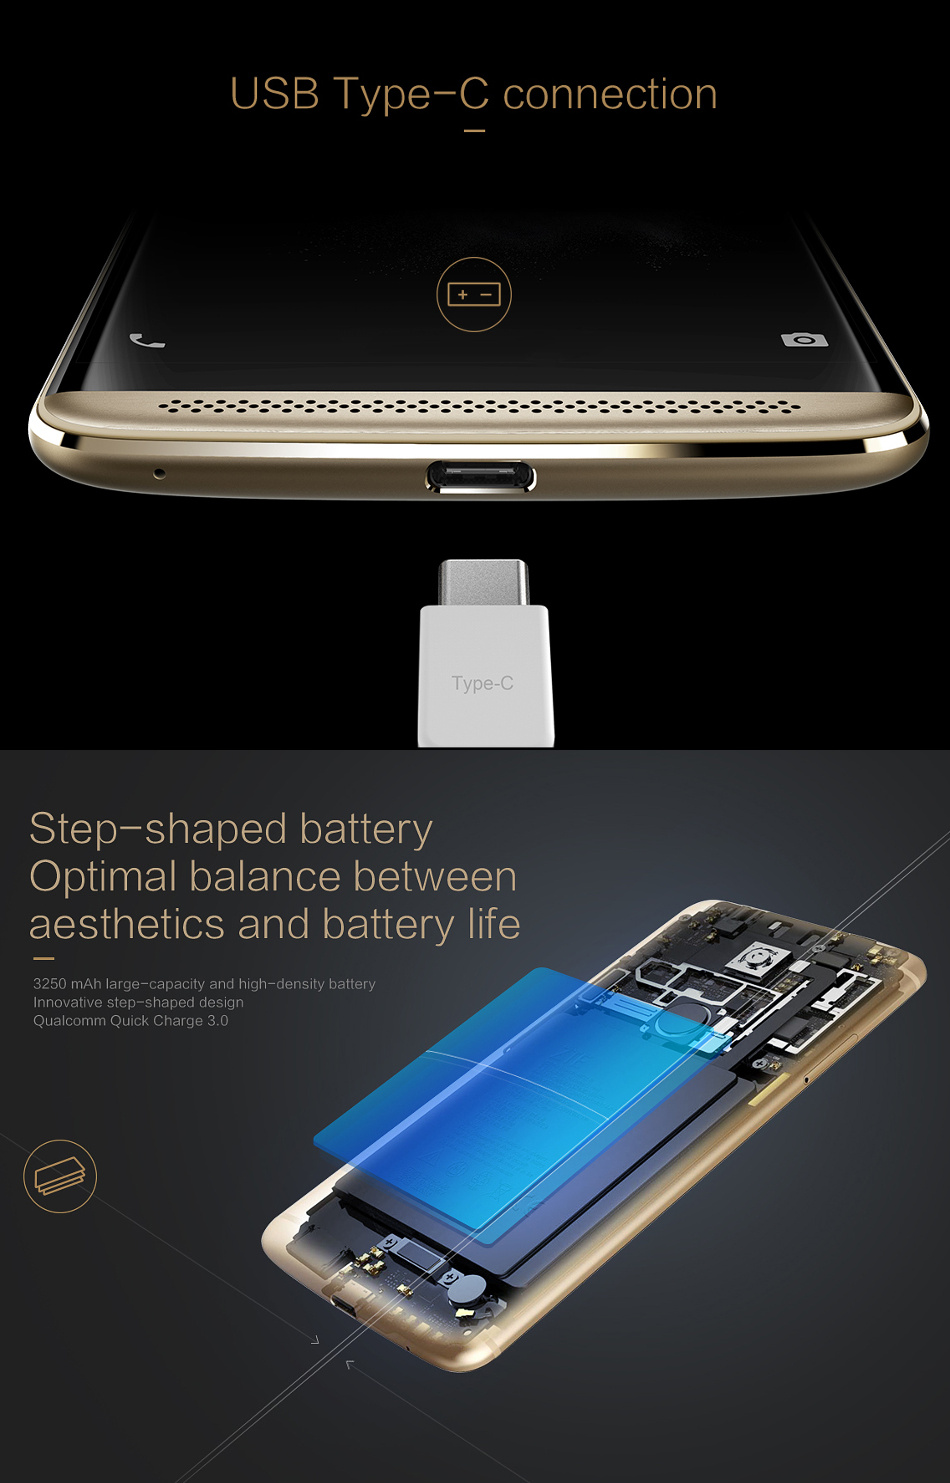 USB Type-C connection
Type-C
Step-shaped battery
Optimal balance between
aesthetics and battery life
3250 mAh large-capacity and high-density battery
Innovative step-shaped design
Qualcomm Quick Charge 3.0